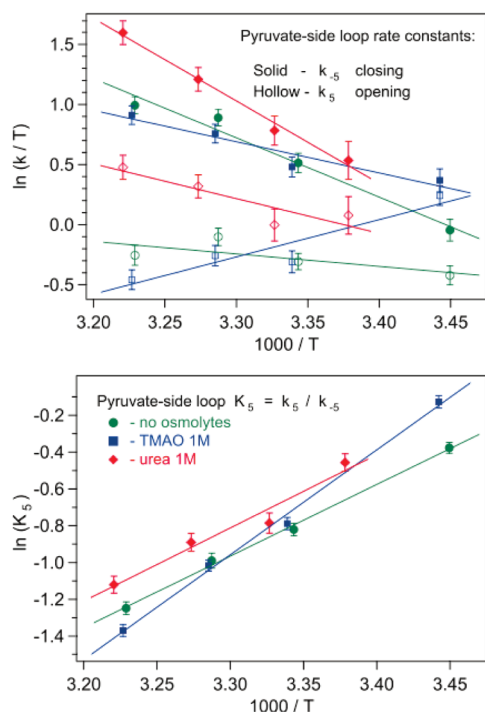 Pyruvate-side loop rate constants:
Solid - k-5 closing
Hollow - k5 opening
ln (k / T)
1.5
1.0
0.5
0.0
-0.5
3.20 3.25 3.30 3.35 3.40 3.45
1000 / T
Pyruvate-side loop K5 = k5 / k-5
- no osmolytes
- TMAO 1M
- urea 1M
ln (K5)
-0.2
-0.4
-0.6
-0.8
-1.0
-1.2
-1.4
3.20 3.25 3.30 3.35 3.40 3.45
1000 / T